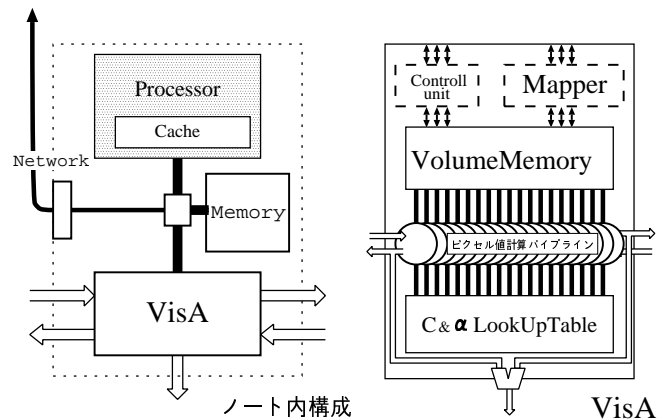 Processor
Cache
Network
Memory
VisA
ノート内構成
Controll
unit
Mapper
VolumeMemory
ピクセル値計算パイプライン
C & α LookUpTable
VisA